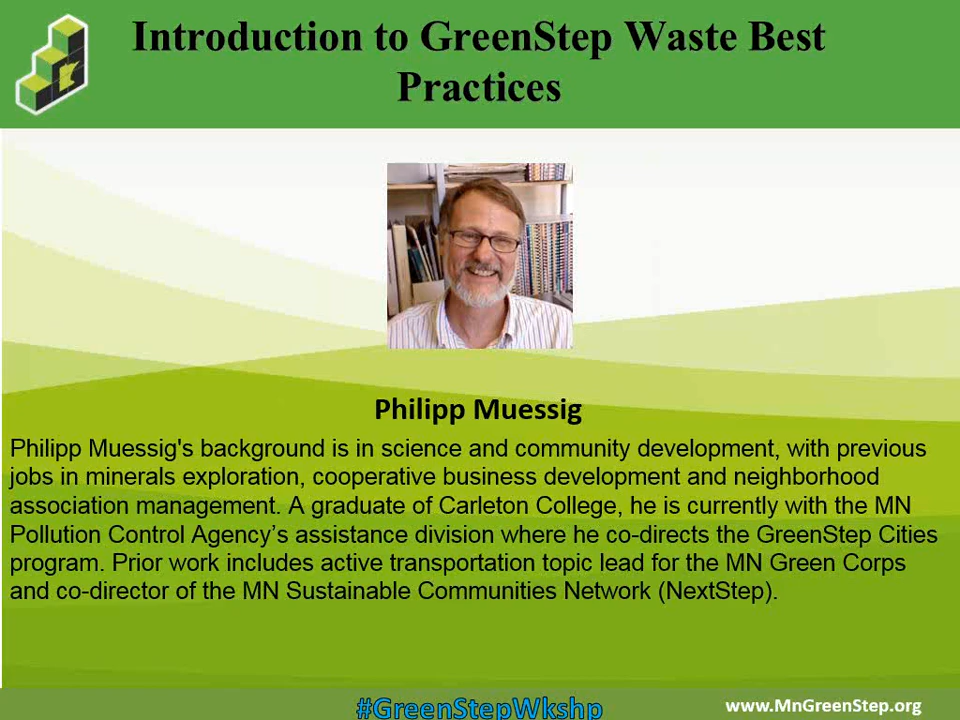 Introduction to GreenStep Waste Best
Practices
Philipp Muessig
Philipp Muessig's background is in science and community development, with previous
jobs in minerals exploration, cooperative business development and neighborhood
association management. A graduate of Carleton College, he is currently with the MN
Pollution Control Agency’s assistance division where he co-directs the GreenStep Cities
program. Prior work includes active transportation topic lead for the MN Green Corps
and co-director of the MN Sustainable Communities Network (NextStep).
#GreenStepWkshp
www.MnGreenStep.org